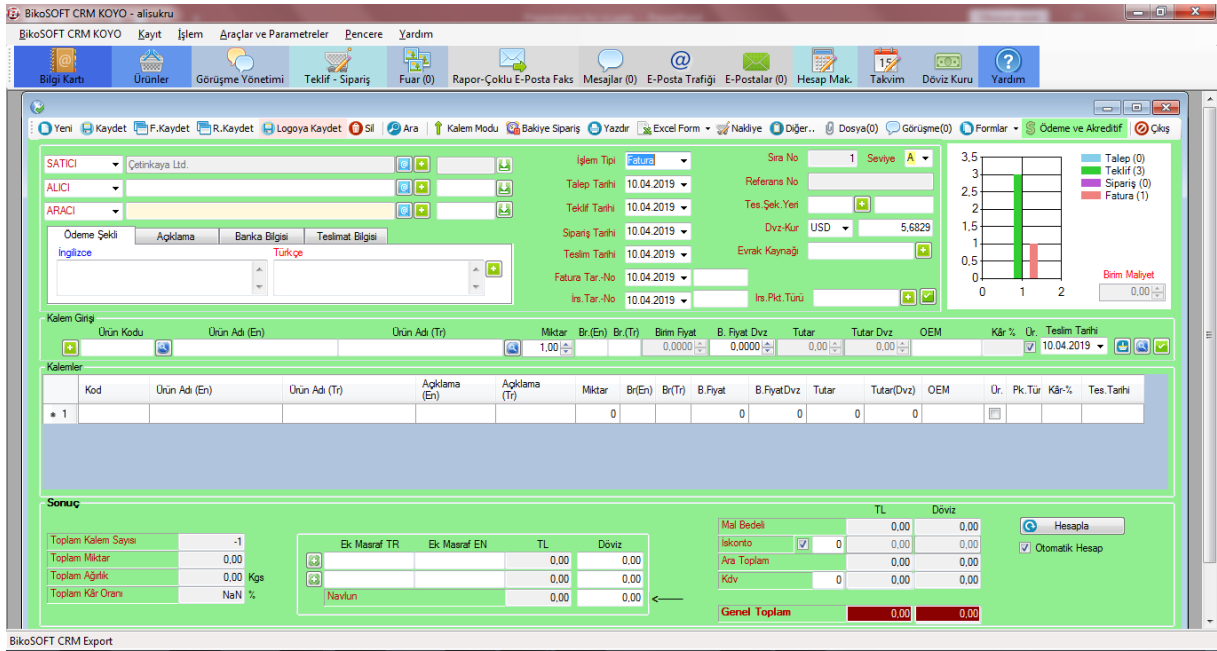 BikoSOFT CRM KOYO - alisukru
BikoSOFT CRM KOYO Kayıt İşlem Araçlar ve Parametreler Pencere Yardım
Bilgi Kartı Ürünler Görüşme Yönetimi Teklif - Sipariş Fuar (0) Rapor-Çoklu E-Posta Faks Mesajlar (0) E-Posta Trafiği E-Postalar (0) Hesap Mak. Takvim Döviz Kuru Yardım
Yeni Kaydet F.Kaydet R.Kaydet Logoya Kaydet Sil Ara Kalem Modu Bakiye Sipariş Yazdır Excel Form Nakliye Diğer.. Dosya(0) Görüşme(0) Formlar Ödeme ve Akreditif Çıkış
SATICI Çetinkaya Ltd. İşlem Tipi Fatura Sıra No 1 Seviye A
ALICI Talep Tarihi 10.04.2019 Referans No
ARACI Teklif Tarihi 10.04.2019 Tes.Şek.Yeri
Ödeme Şekli Açıklama Banka Bilgisi Teslimat Bilgisi Sipariş Tarihi 10.04.2019 Dvz-Kur USD 5,6829
İngilizce Türkçe Teslim Tarihi 10.04.2019 Evrak Kaynağı
Fatura Tar.-No 10.04.2019
İrs.Tar.-No 10.04.2019 Irs.Pkt.Türü
3,5
3
2,5
2
1,5
1
0,5
0
0 1 2
Talep (0)
Teklif (3)
Sipariş (0)
Fatura (1)
Birim Maliyet
0,00
Kalem Girişi
Ürün Kodu Ürün Adı (En) Ürün Adı (Tr) Miktar Br.(En) Br.(Tr) Birim Fiyat B. Fiyat Dvz Tutar Tutar Dvz OEM Kâr % Ür. Teslim Tarihi
1,00 0,0000 0,0000 0,00 0,00 10.04.2019
Kalemler
Kod Ürün Adı (En) Ürün Adı (Tr) Açıklama (En) Açıklama (Tr) Miktar Br(En) Br(Tr) B.Fiyat B.FiyatDvz Tutar Tutar(Dvz) OEM Ür. Pk.Tür Kâr-% Tes.Tarihi
* 1 0 0 0 0 0
Sonuç
Toplam Kalem Sayısı -1
Toplam Miktar 0,00
Toplam Ağırlık 0,00 Kgs
Toplam Kâr Oranı NaN %
Ek Masraf TR Ek Masraf EN TL Döviz
0,00 0,00
0,00 0,00
Navlun 0,00 0,00
TL Döviz
Mal Bedeli 0,00 0,00
İskonto 0 0,00 0,00
Ara Toplam 0,00 0,00
Kdv 0 0,00 0,00
Genel Toplam 0,00 0,00
Hesapla
Otomatik Hesap
BikoSOFT CRM Export